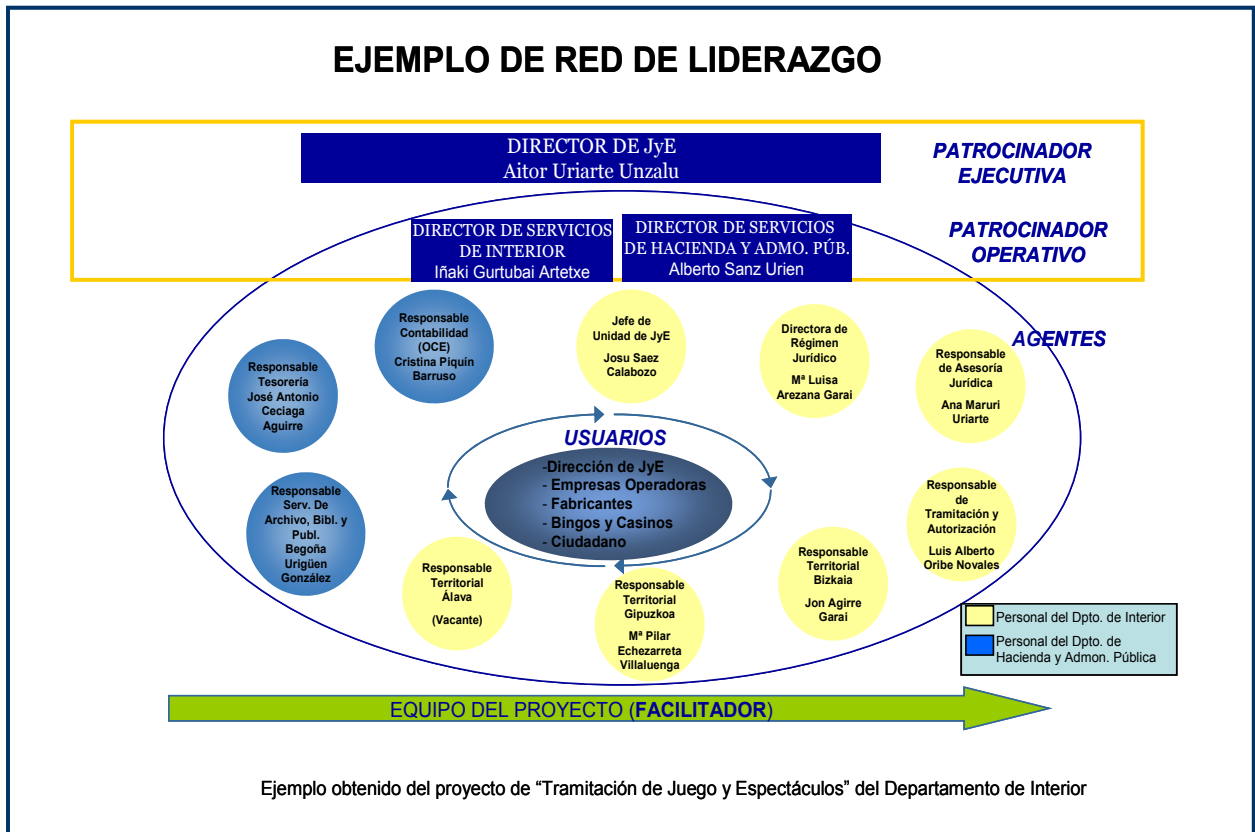 EJEMPLO DE RED DE LIDERAZGO
DIRECTOR DE JyE
Aitor Uriarte Unzalu
PATROCINADOR
EJECUTIVA
DIRECTOR DE SERVICIOS
DE INTERIOR
Iñaki Gurtubai Artetxe
DIRECTOR DE SERVICIOS
DE HACIENDA Y ADMO. PÚB.
Alberto Sanz Urien
PATROCINADOR
OPERATIVO
AGENTES
Responsable
Tesorería
José Antonio
Ceciaga
Aguirre
Responsable
Contabilidad
(OCE)
Cristina Piquín
Barruso
Jefe de
Unidad de JyE
Josu Saez
Calabozo
Directora de
Régimen
Jurídico
Mª Luisa
Arezana Garai
Responsable
de Asesoría
Jurídica
Ana Maruri
Uriarte
USUARIOS
-Dirección de JyE
- Empresas Operadoras
- Fabricantes
- Bingos y Casinos
- Ciudadano
Responsable
Serv. De
Archivo, Bibl. y
Publ.
Begoña
Urigüen
González
Responsable
Territorial
Álava
(Vacante)
Responsable
Territorial
Gipuzkoa
Mª Pilar
Echezarreta
Villaluenga
Responsable
Territorial
Bizkaia
Jon Agirre
Garai
Responsable
de
Tramitación y
Autorización
Luis Alberto
Oribe Novales
Personal del Dpto. de Interior
Personal del Dpto. de
Hacienda y Admon. Pública
EQUIPO DEL PROYECTO (FACILITADOR)
Ejemplo obtenido del proyecto de “Tramitación de Juego y Espectáculos” del Departamento de Interior